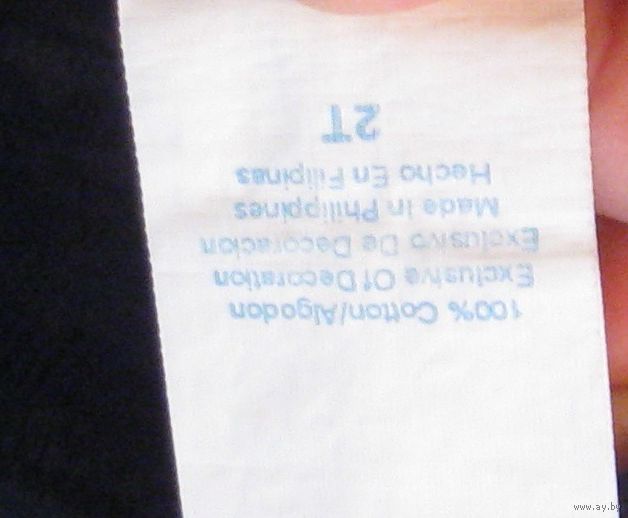 100% Cotton/Algodon
Exclusive Of Decoration
Exclusivo De Decoracion
Made in Philippines
Hecho En Filipinas
2T
www.ay.by